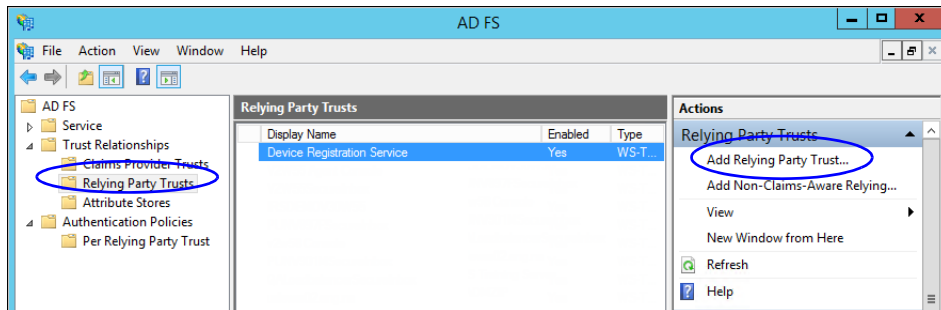 AD FS
File Action View Window Help
AD FS
Service
Trust Relationships
Claims Provider Trusts
Relying Party Trusts
Attribute Stores
Authentication Policies
Per Relying Party Trust
Relying Party Trusts
Display Name Enabled Type
Device Registration Service Yes WS-T...
Actions
Relying Party Trusts
Add Relying Party Trust...
Add Non-Claims-Aware Relying...
View
New Window from Here
Refresh
Help